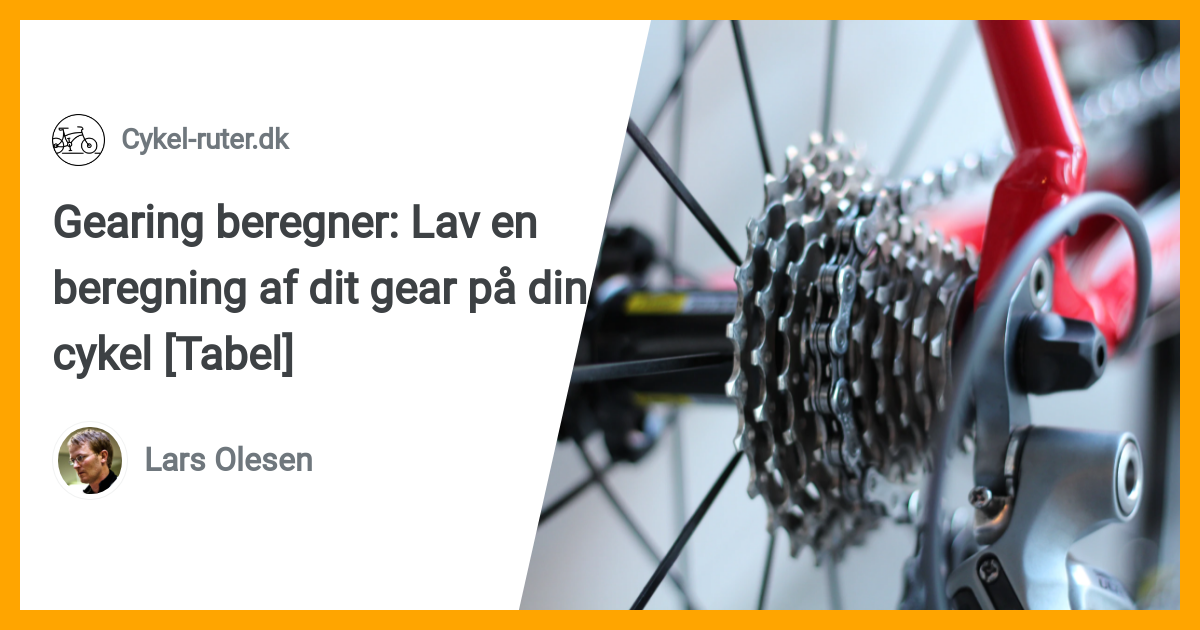 Cykel-ruter.dk
Gearing beregner: Lav en
beregning af dit gear på din
cykel [Tabel]
Lars Olesen